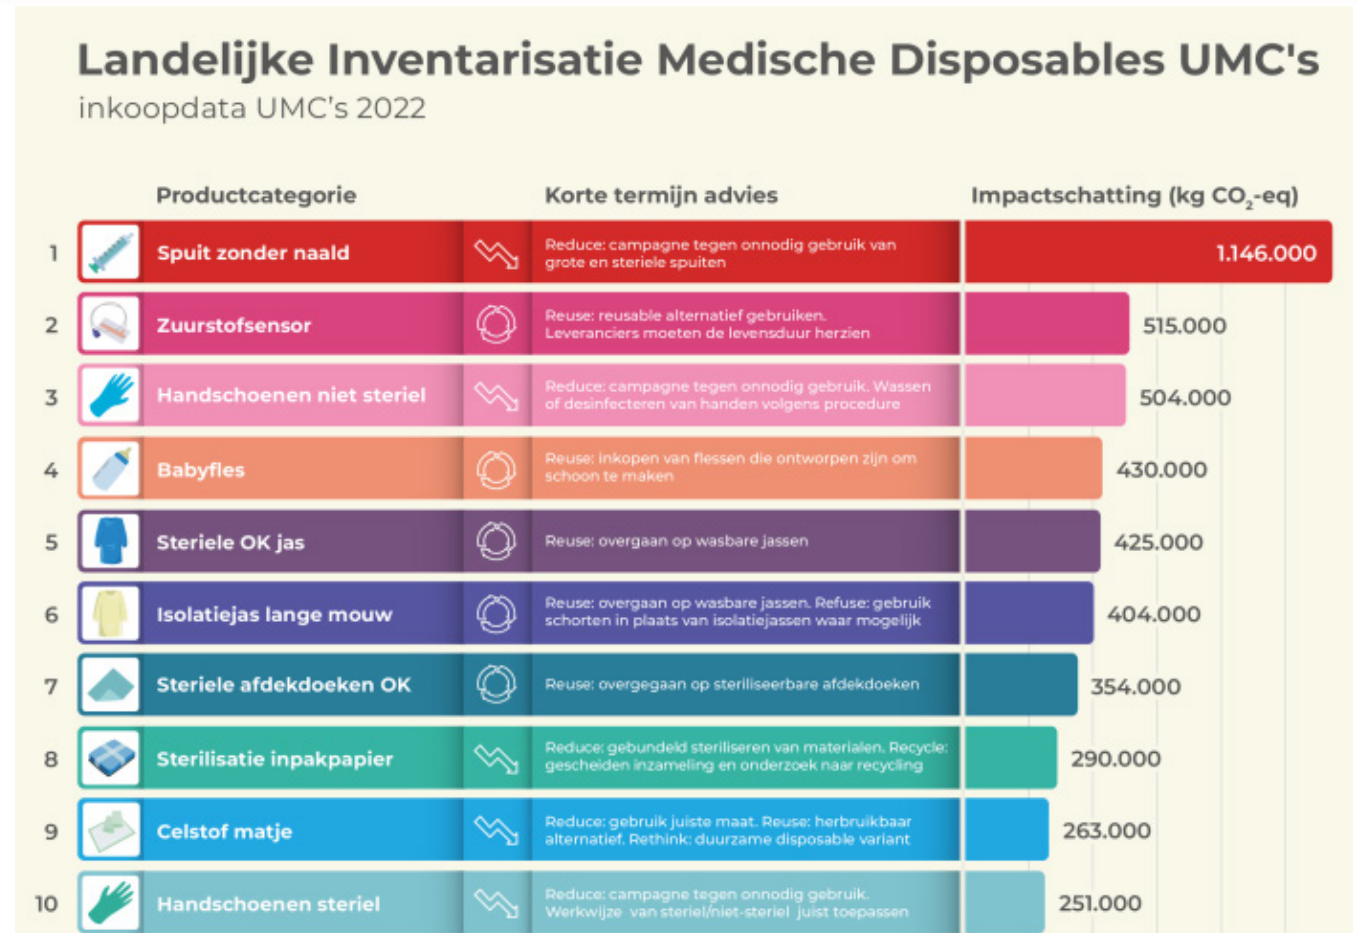 Landelijke Inventarisatie Medische Disposables UMC's
inkoopdata UMC's 2022
Productcategorie
Korte termijn advies
Impactschatting (kg CO₂-eq)
1
Spuit zonder naald
Reduce: campagne tegen onnodig gebruik van
grote en steriele spuiten
1.146.000
2
Zuurstofsensor
Reuse: reusable alternatief gebruiken.
Leveranciers moeten de levensduur herzien
515.000
3
Handschoenen niet steriel
Reduce: campagne tegen onnodig gebruik. Wassen
of desinfecteren van handen volgens procedure
504.000
4
Babyfles
Reuse: inkopen van flessen die ontworpen zijn om
schoon te maken
430.000
5
Steriele OK jas
Reuse: overgaan op wasbare jassen
425.000
6
Isolatiejas lange mouw
Reuse: overgaan op wasbare jassen. Refuse: gebruik
schorten in plaats van isolatiejassen waar mogelijk
404.000
7
Steriele afdekdoeken OK
Reuse: overgegaan op steriliseerbare afdekdoeken
354.000
8
Sterilisatie inpakpapier
Reduce: gebundeld steriliseren van materialen. Recycle:
gescheiden inzameling en onderzoek naar recycling
290.000
9
Celstof matje
Reduce: gebruik juiste maat. Reuse: herbruikbaar
alternatief. Rethink: duurzame disposable variant
263.000
10
Handschoenen steriel
Reduce: campagne tegen onnodig gebruik.
Werkwijze van steriel/niet-steriel juist toepassen
251.000